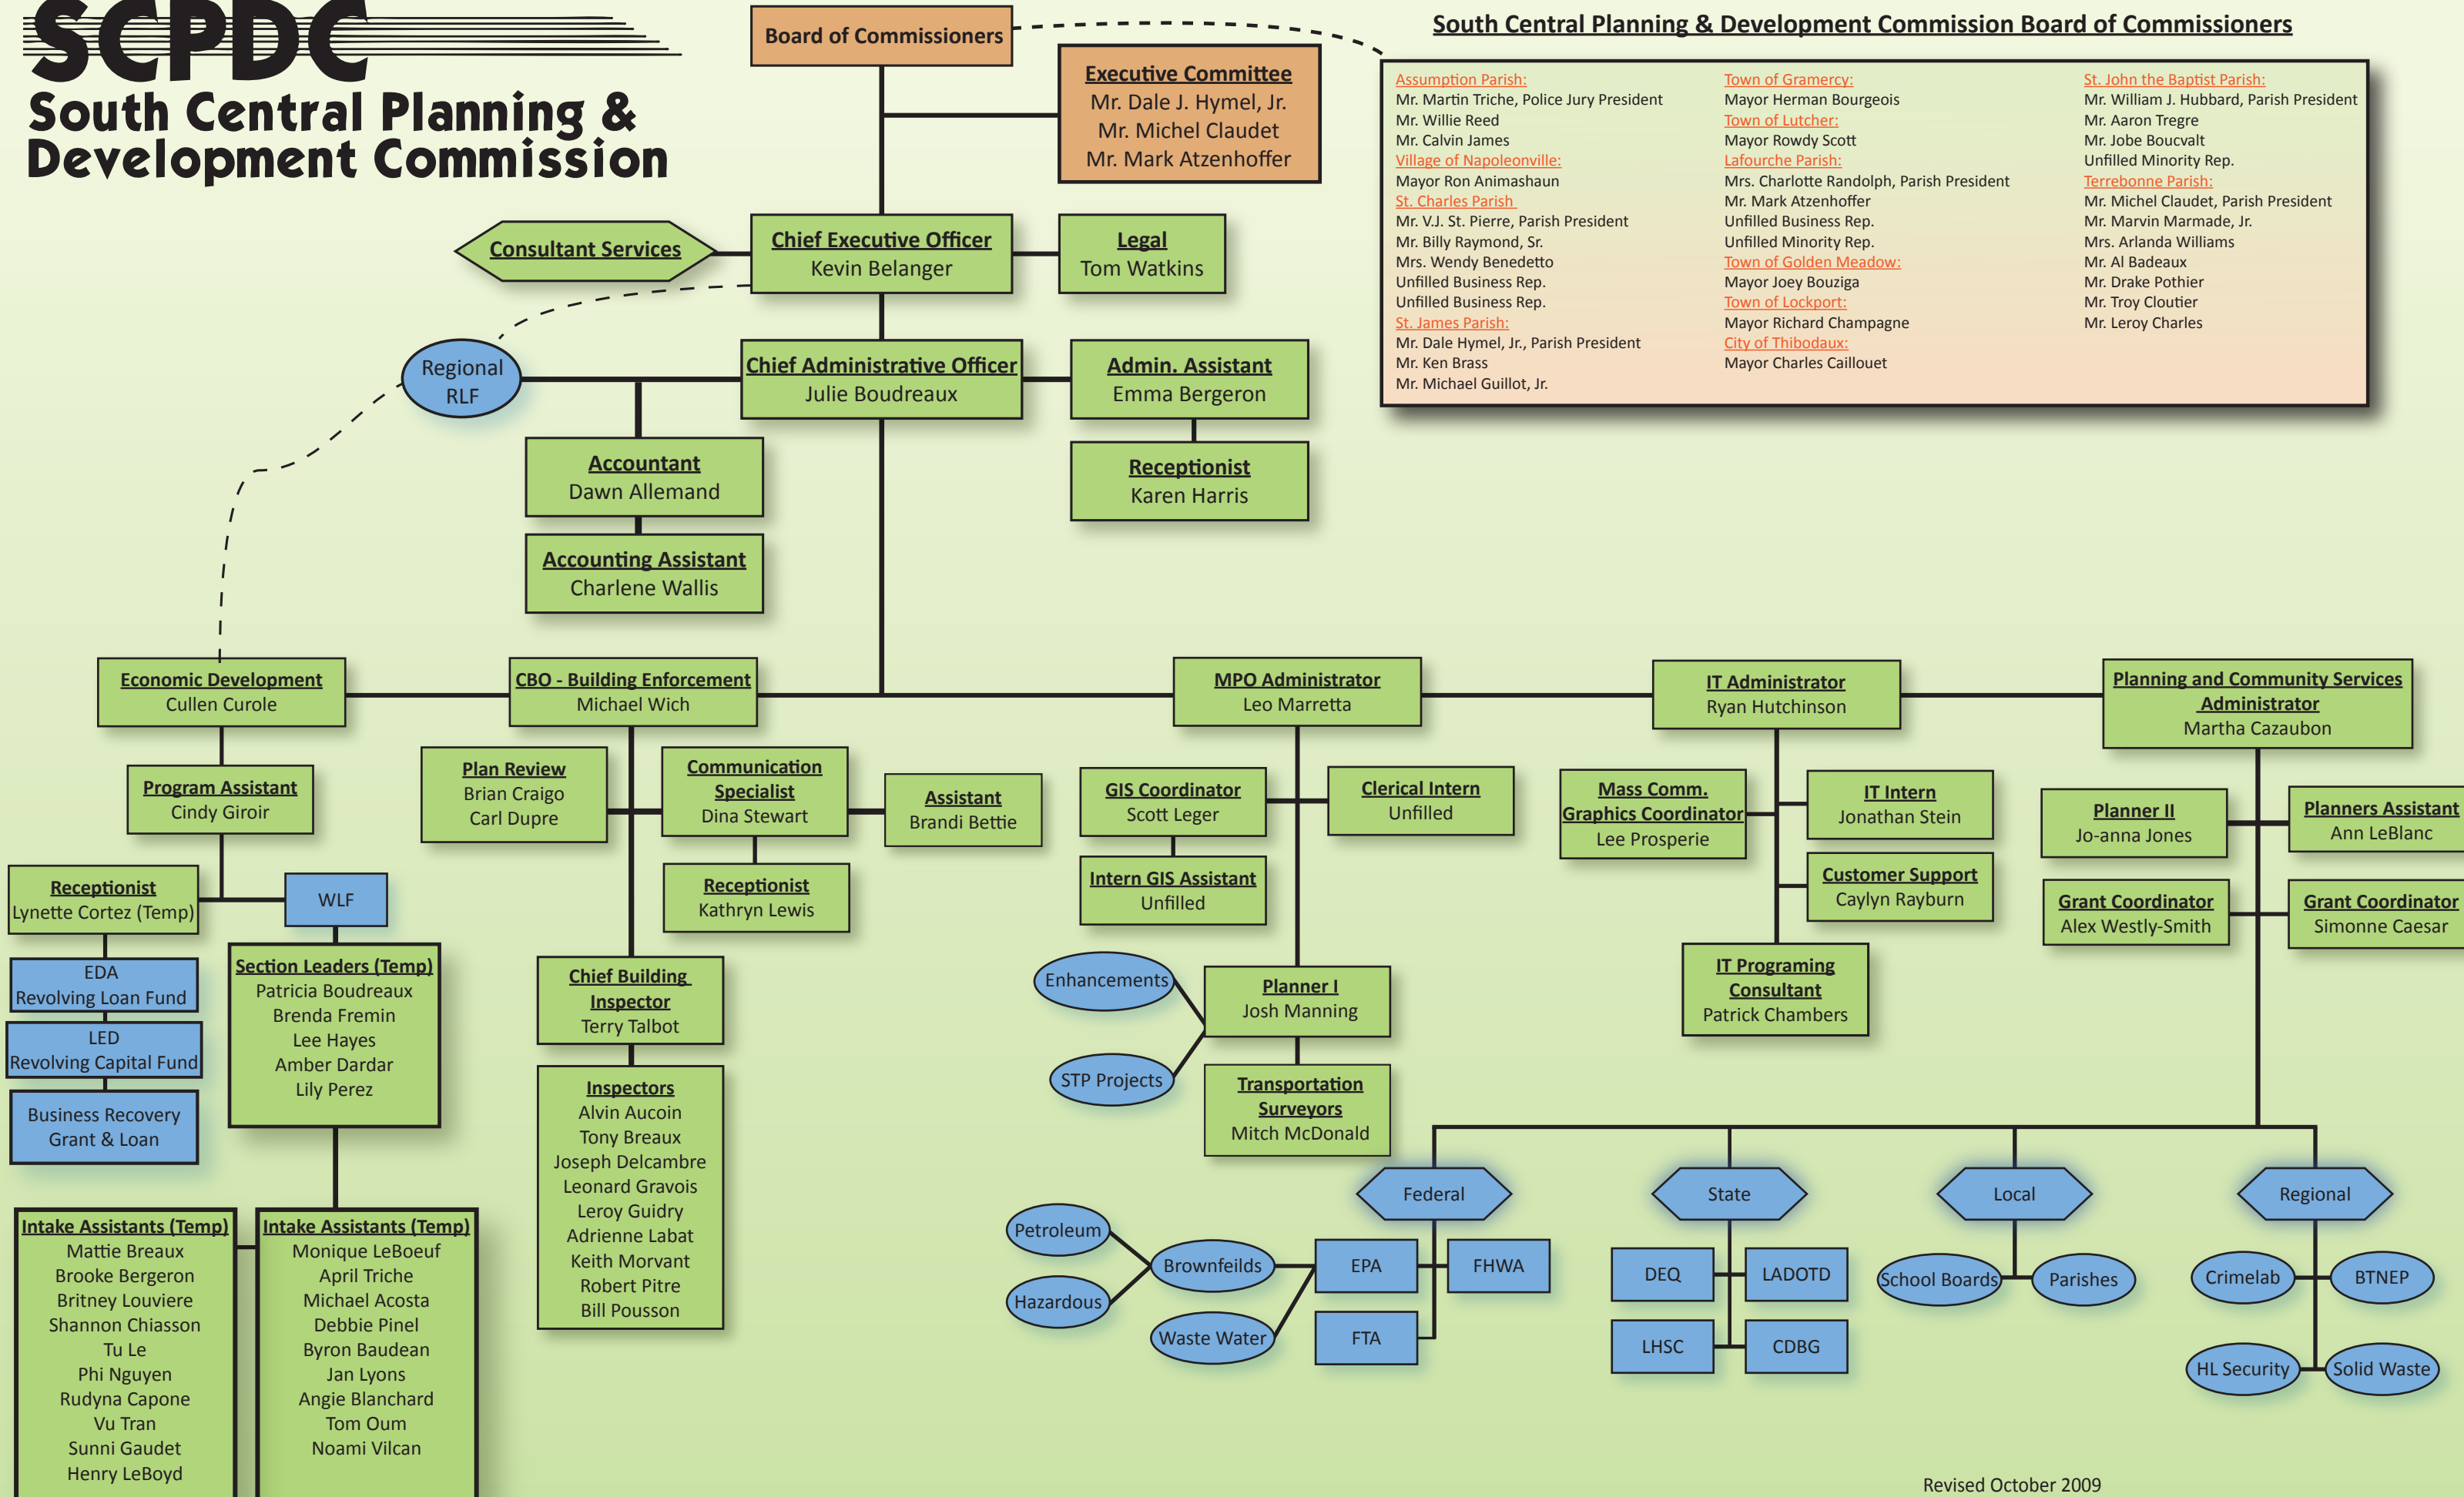 SCPDC
South Central Planning &
Development Commission
Board of Commissioners
Executive Committee
Mr. Dale J. Hymel, Jr.
Mr. Michel Claudet
Mr. Mark Atzenhoffer
South Central Planning & Development Commission Board of Commissioners
Assumption Parish:
Mr. Martin Triche, Police Jury President
Mr. Willie Reed
Mr. Calvin James
Village of Napoleonville:
Mayor Ron Animashaun
St. Charles Parish
Mr. V.J. St. Pierre, Parish President
Mr. Billy Raymond, Sr.
Mrs. Wendy Benedetto
Unfilled Business Rep.
Unfilled Business Rep.
St. James Parish:
Mr. Dale Hymel, Jr., Parish President
Mr. Ken Brass
Mr. Michael Guillot, Jr.
Town of Gramercy:
Mayor Herman Bourgeois
Town of Lutcher:
Mayor Rowdy Scott
Lafourche Parish:
Mrs. Charlotte Randolph, Parish President
Mr. Mark Atzenhoffer
Unfilled Business Rep.
Unfilled Minority Rep.
Town of Golden Meadow:
Mayor Joey Bouziga
Town of Lockport:
Mayor Richard Champagne
City of Thibodaux:
Mayor Charles Caillouet
St. John the Baptist Parish:
Mr. William J. Hubbard, Parish President
Mr. Aaron Tregre
Mr. Jobe Boucvalt
Unfilled Minority Rep.
Terrebonne Parish:
Mr. Michel Claudet, Parish President
Mr. Marvin Marmade, Jr.
Mrs. Arlanda Williams
Mr. Al Badeaux
Mr. Drake Pothier
Mr. Troy Cloutier
Mr. Leroy Charles
Consultant Services
Chief Executive Officer
Kevin Belanger
Legal
Tom Watkins
Regional
RLF
Chief Administrative Officer
Julie Boudreaux
Admin. Assistant
Emma Bergeron
Accountant
Dawn Allemand
Receptionist
Karen Harris
Accounting Assistant
Charlene Wallis
Economic Development
Cullen Curole
CBO - Building Enforcement
Michael Wich
MPO Administrator
Leo Marretta
IT Administrator
Ryan Hutchinson
Planning and Community Services
Administrator
Martha Cazaubon
Program Assistant
Cindy Giroir
Plan Review
Brian Craigo
Carl Dupre
Communication
Specialist
Dina Stewart
Assistant
Brandi Bettie
GIS Coordinator
Scott Leger
Clerical Intern
Unfilled
Mass Comm.
Graphics Coordinator
Lee Prosperie
IT Intern
Jonathan Stein
Planner II
Jo-anna Jones
Planners Assistant
Ann LeBlanc
Receptionist
Lynette Cortez (Temp)
WLF
Receptionist
Kathryn Lewis
Intern GIS Assistant
Unfilled
Customer Support
Caylyn Rayburn
Grant Coordinator
Alex Westly-Smith
Grant Coordinator
Simonne Caesar
EDA
Revolving Loan Fund
LED
Revolving Capital Fund
Business Recovery
Grant & Loan
Section Leaders (Temp)
Patricia Boudreaux
Brenda Fremin
Lee Hayes
Amber Dardar
Lily Perez
Chief Building
Inspector
Terry Talbot
Enhancements
STP Projects
Planner I
Josh Manning
IT Programing
Consultant
Patrick Chambers
Inspectors
Alvin Aucoin
Tony Breaux
Joseph Delcambre
Leonard Gravois
Leroy Guidry
Adrienne Labat
Keith Morvant
Robert Pitre
Bill Pousson
Transportation
Surveyors
Mitch McDonald
Federal
State
Local
Regional
Intake Assistants (Temp)
Mattie Breaux
Brooke Bergeron
Britney Louviere
Shannon Chiasson
Tu Le
Phi Nguyen
Rudyna Capone
Vu Tran
Sunni Gaudet
Henry LeBoyd
Intake Assistants (Temp)
Monique LeBoeuf
April Triche
Michael Acosta
Debbie Pinel
Byron Baudean
Jan Lyons
Angie Blanchard
Tom Oum
Noami Vilcan
Petroleum
Hazardous
Brownfeilds
Waste Water
EPA
FHWA
FTA
DEQ
LADOTD
LHSC
CDBG
School Boards
Parishes
Crimelab
BTNEP
HL Security
Solid Waste
Revised October 2009